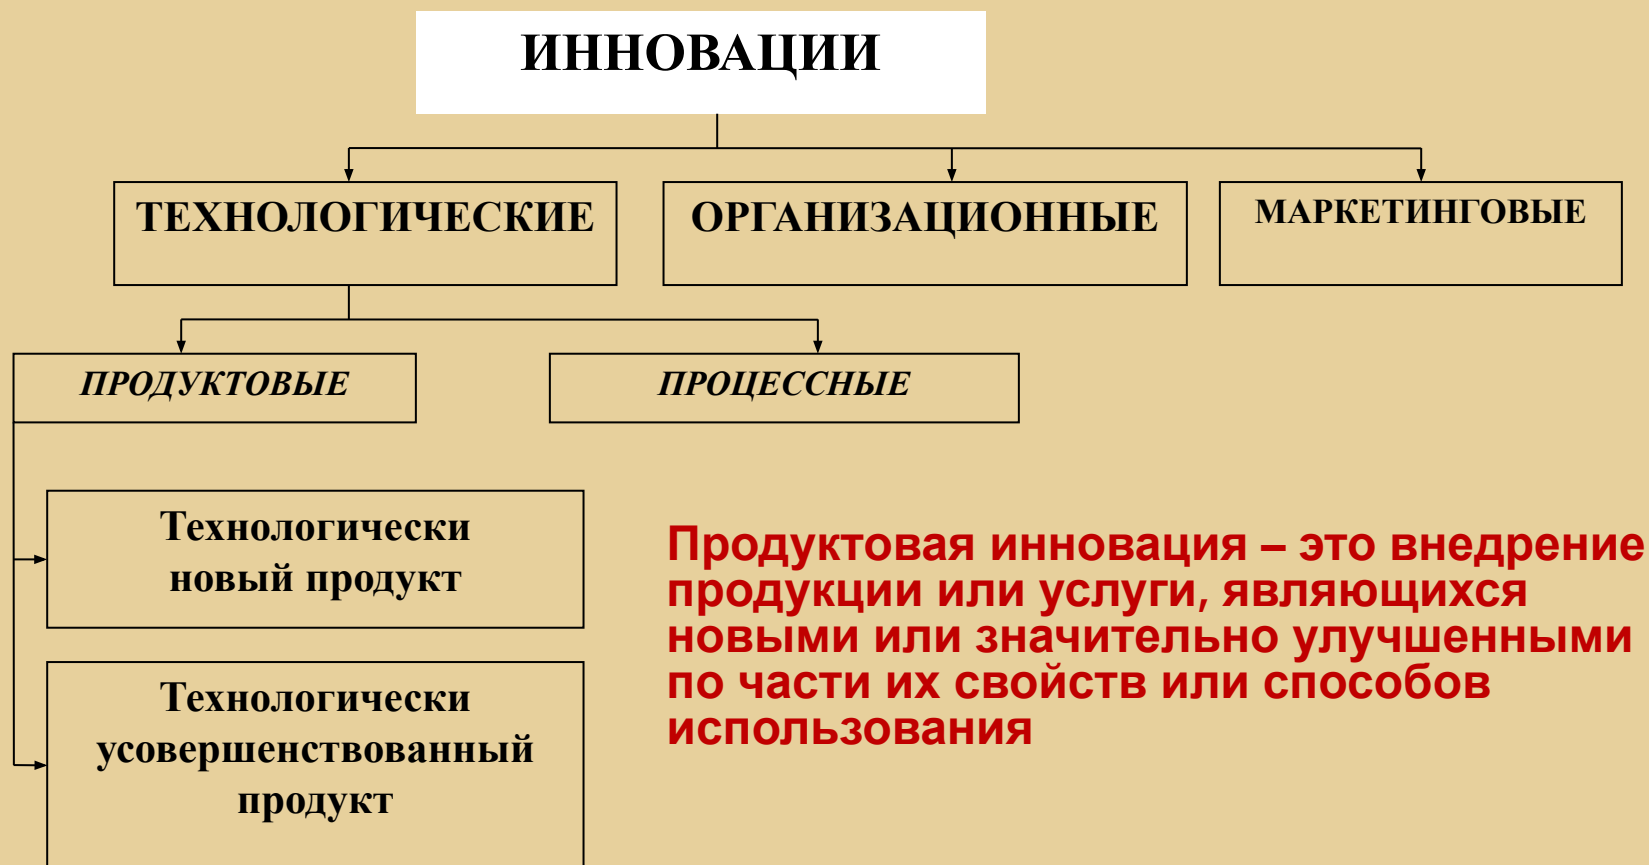 ИННОВАЦИИ
ТЕХНОЛОГИЧЕСКИЕ
ОРГАНИЗАЦИОННЫЕ
МАРКЕТИНГОВЫЕ
ПРОДУКТОВЫЕ
ПРОЦЕССНЫЕ
Технологически
новый продукт
Технологически
усовершенствованный
продукт
Продуктовая инновация – это внедрение
продукции или услуги, являющихся
новыми или значительно улучшенными
по части их свойств или способов
использования